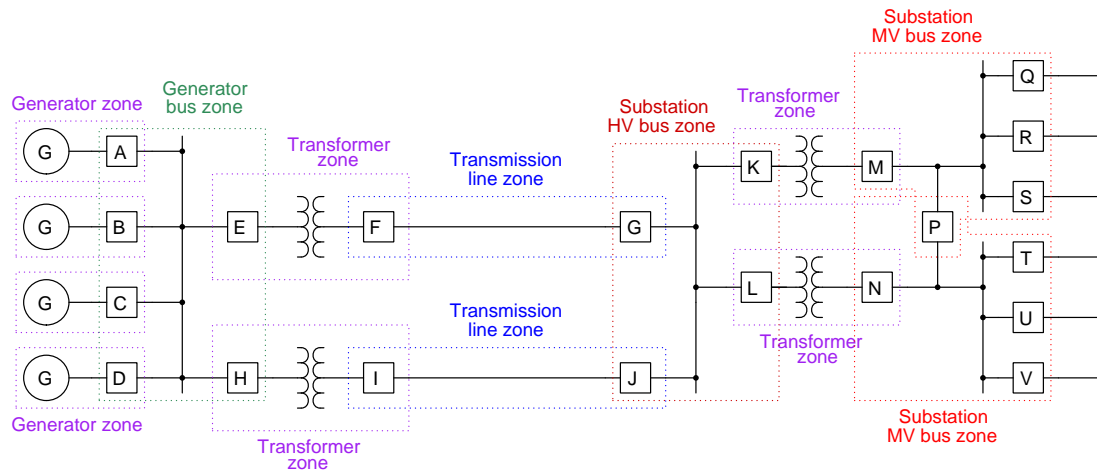 Substation
MV bus zone
Generator
bus zone
Generator zone
Substation
HV bus zone
Transformer
zone
Transformer
zone
Transmission
line zone
G
A
K
M
Q
R
S
G
B
E
F
G
P
G
C
L
N
T
U
Transmission
line zone
Transformer
zone
G
D
H
I
J
V
Generator zone
Transformer
zone
Substation
MV bus zone